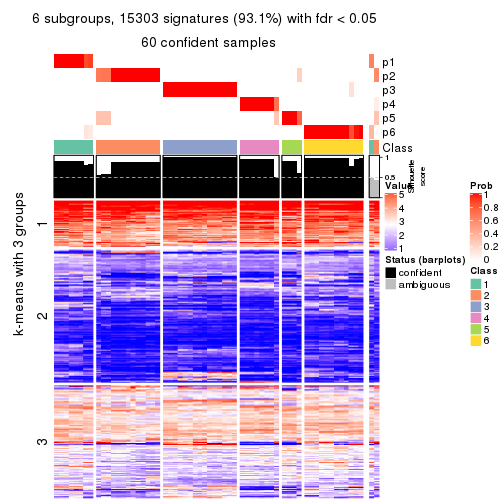 6 subgroups, 15303 signatures (93.1%) with fdr < 0.05
60 confident samples
p1
p2
p3
p4
p5
p6
Class
1
0.5
Silhouette
score
k-means with 3 groups
1
2
3
Value
5
4
3
2
1
Status (barplots)
confident
ambiguous
Prob
1
0.8
0.6
0.4
0.2
0
Class
1
2
3
4
5
6